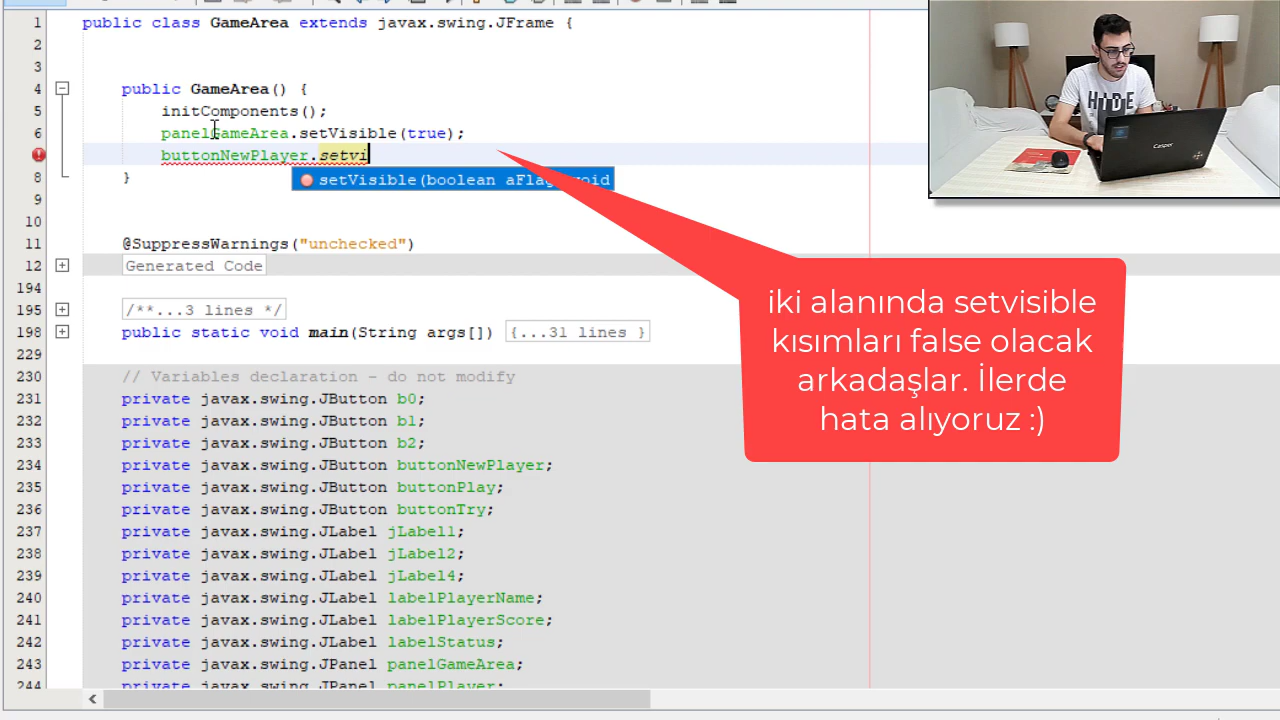 1 public class GameArea extends javax.swing.JFrame {
2
3
4 public GameArea() {
5 initComponents();
6 panelGameArea.setVisible(true);
buttonNewPlayer.setvi
8 }
setVisible(boolean aFlag) void
9
10
11 @SuppressWarnings("unchecked")
12 Generated Code
194
195 /**...3 lines */
198 public static void main(String args[]) {...31 lines }
229
230 // Variables declaration - do not modify
231 private javax.swing.JButton b0;
232 private javax.swing.JButton b1;
233 private javax.swing.JButton b2;
234 private javax.swing.JButton buttonNewPlayer;
235 private javax.swing.JButton buttonPlay;
236 private javax.swing.JButton buttonTry;
237 private javax.swing.JLabel jLabel1;
238 private javax.swing.JLabel jLabel2;
239 private javax.swing.JLabel jLabel4;
240 private javax.swing.JLabel labelPlayerName;
241 private javax.swing.JLabel labelPlayerScore;
242 private javax.swing.JLabel labelStatus;
243 private javax.swing.JPanel panelGameArea;
244 private javax.swing.JPanel panelPlayer;
iki alanında setvisible
kısımları false olacak
arkadaşlar. İlerde
hata alıyoruz :)
HIDE
Casper